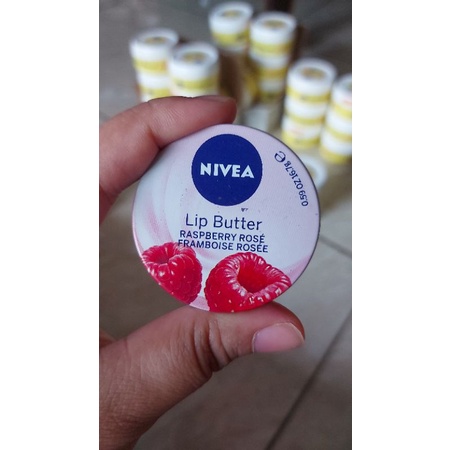 NIVEA
Lip Butter
RASPBERRY ROSÉ
FRAMBOISE ROSÉE
0.59 OZ/16.7g ℮